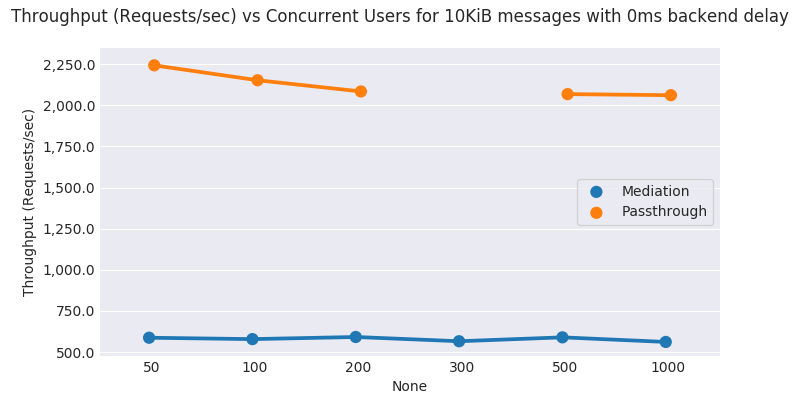 Throughput (Requests/sec) vs Concurrent Users for 10KiB messages with 0ms backend delay
Throughput (Requests/sec)
2,250.0
2,000.0
1,750.0
1,500.0
1,250.0
1,000.0
750.0
500.0
Mediation
Passthrough
50 100 200 300 500 1000
None